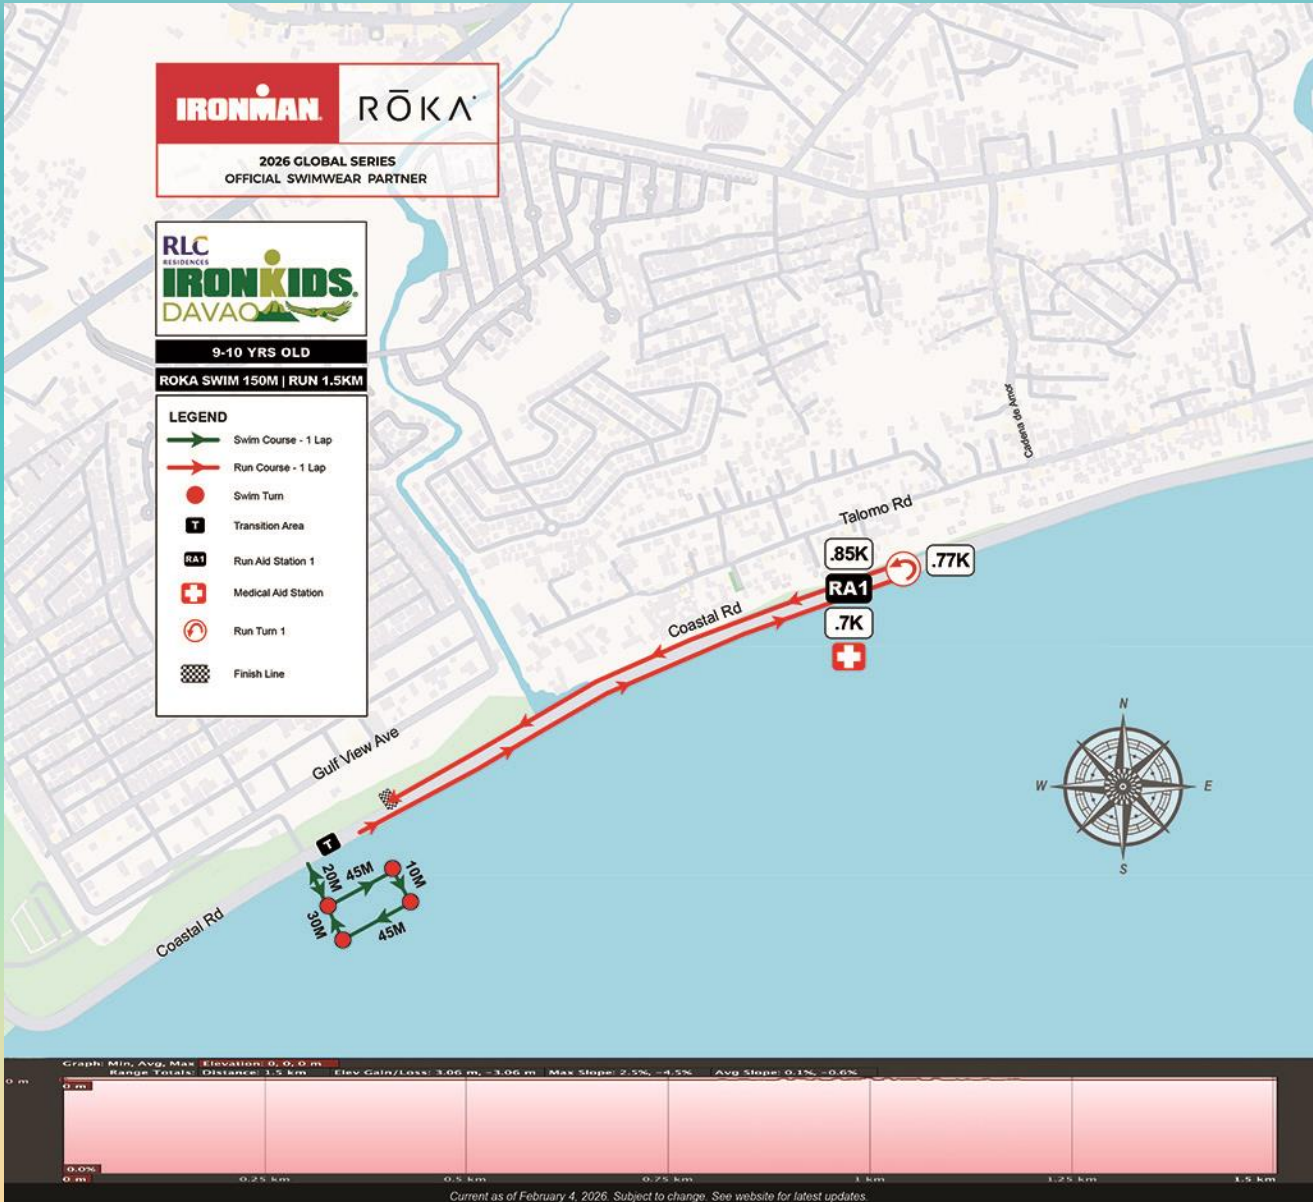 IRONMAN®
RŌKA
2026 GLOBAL SERIES
OFFICIAL SWIMWEAR PARTNER
RLC
RESIDENCES
IRONKIDS®
DAVAO
9-10 YRS OLD
ROKA SWIM 150M | RUN 1.5KM
LEGEND
Swim Course - 1 Lap
Run Course - 1 Lap
Swim Turn
T Transition Area
RA1 Run Aid Station 1
Medical Aid Station
Run Turn 1
Finish Line
Cadena de Amor
Talomo Rd
.85K
.77K
RA1
.7K
Coastal Rd
Gulf View Ave
T
20M
45M
10M
30M
45M
Coastal Rd
N
W
E
S
Graph: Min, Avg, Max Elevation: 0, 0, 0 m
Range Totals: Distance: 1.5 km Elev Gain/Loss: 3.06 m, -3.06 m Max Slope: 2.5%, -4.5% Avg Slope: 0.1%, -0.6%
0 m
0 m
0.0%
0 m 0.25 km 0.5 km 0.75 km 1 km 1.25 km 1.5 km
Current as of February 4, 2026. Subject to change. See website for latest updates.